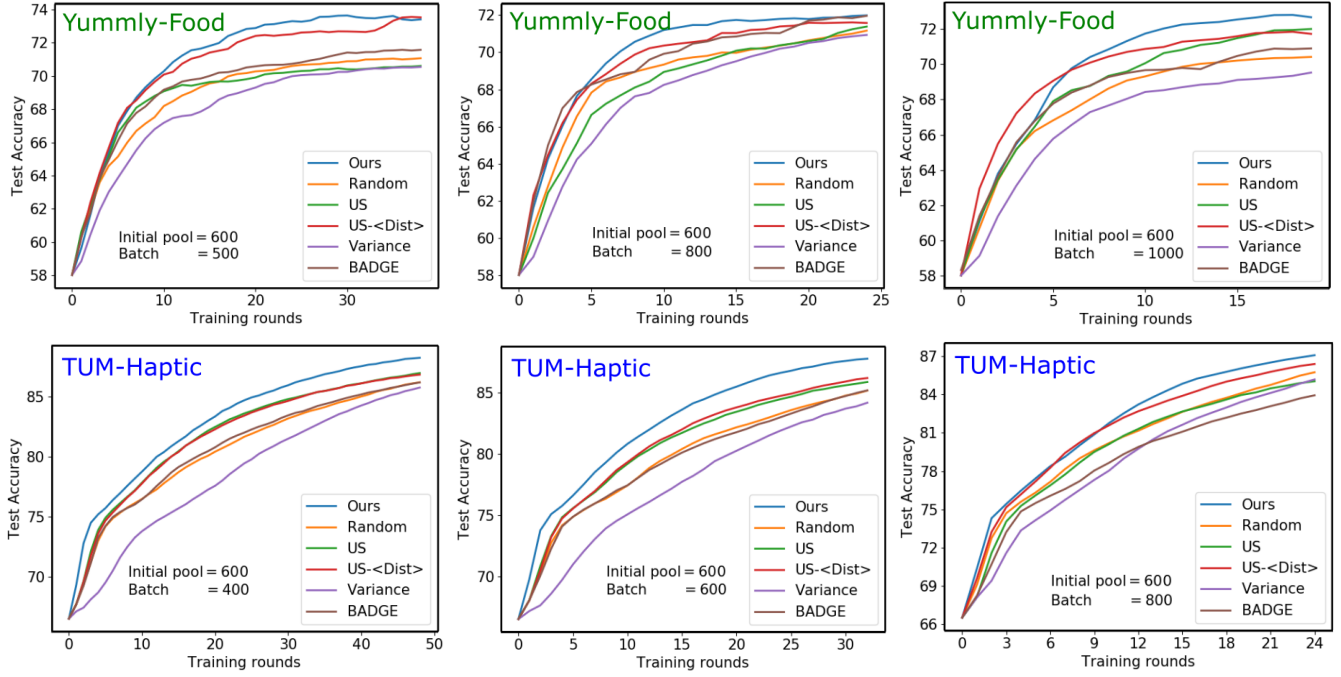 Yummly-Food
Test Accuracy
74
72
70
68
66
64
62
60
58
0
10
20
30
Training rounds
Initial pool = 600
Batch = 500
Ours
Random
US
US-<Dist>
Variance
BADGE
Yummly-Food
72
70
68
66
64
62
60
58
0
5
10
15
20
25
Training rounds
Initial pool = 600
Batch = 800
Ours
Random
US
US-<Dist>
Variance
BADGE
Yummly-Food
Test Accuracy
72
70
68
66
64
62
60
58
0
5
10
15
Training rounds
Initial pool = 600
Batch = 1000
Ours
Random
US
US-<Dist>
Variance
BADGE
TUM-Haptic
Test Accuracy
85
80
75
70
0
10
20
30
40
50
Training rounds
Initial pool = 600
Batch = 400
Ours
Random
US
US-<Dist>
Variance
BADGE
TUM-Haptic
Test Accuracy
85
80
75
70
0
5
10
15
20
25
30
Training rounds
Initial pool = 600
Batch = 600
Ours
Random
US
US-<Dist>
Variance
BADGE
TUM-Haptic
Test Accuracy
87
84
81
78
75
72
69
66
0
3
6
9
12
15
18
21
24
Training rounds
Initial pool = 600
Batch = 800
Ours
Random
US
US-<Dist>
Variance
BADGE